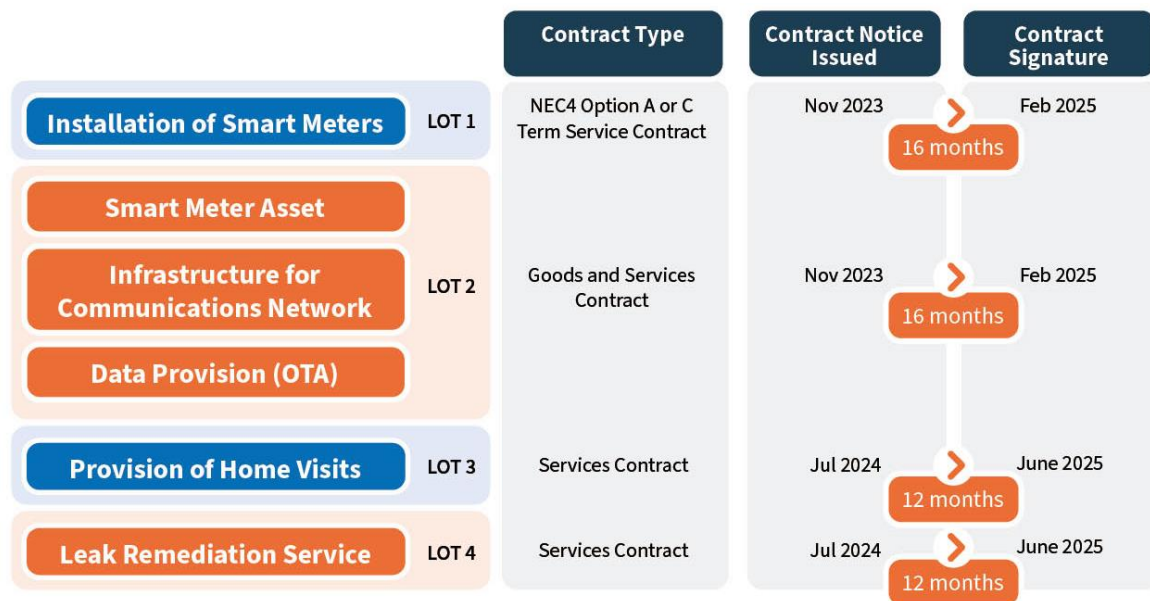 Contract Type
Contract Notice
Issued
Contract
Signature
Installation of Smart Meters
LOT 1
NEC4 Option A or C
Term Service Contract
Nov 2023
Feb 2025
16 months
Smart Meter Asset
Infrastructure for
Communications Network
Data Provision (OTA)
LOT 2
Goods and Services
Contract
Nov 2023
Feb 2025
16 months
Provision of Home Visits
LOT 3
Services Contract
Jul 2024
June 2025
12 months
Leak Remediation Service
LOT 4
Services Contract
Jul 2024
June 2025
12 months